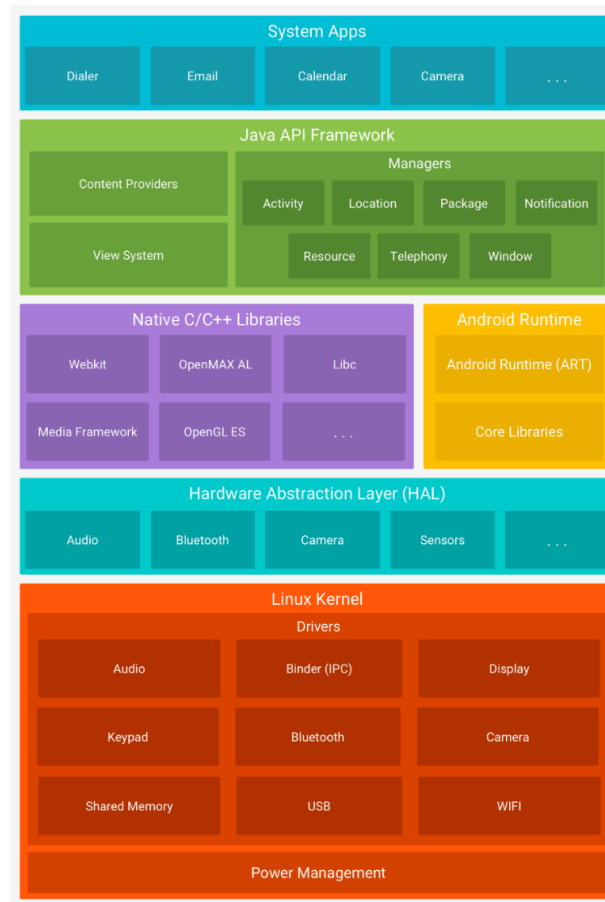 System Apps
Dialer
Email
Calendar
Camera
. . .
Java API Framework
Content Providers
View System
Managers
Activity
Location
Package
Notification
Resource
Telephony
Window
Native C/C++ Libraries
Webkit
OpenMAX AL
Libc
Media Framework
OpenGL ES
. . .
Android Runtime
Android Runtime (ART)
Core Libraries
Hardware Abstraction Layer (HAL)
Audio
Bluetooth
Camera
Sensors
. . .
Linux Kernel
Drivers
Audio
Binder (IPC)
Display
Keypad
Bluetooth
Camera
Shared Memory
USB
WIFI
Power Management